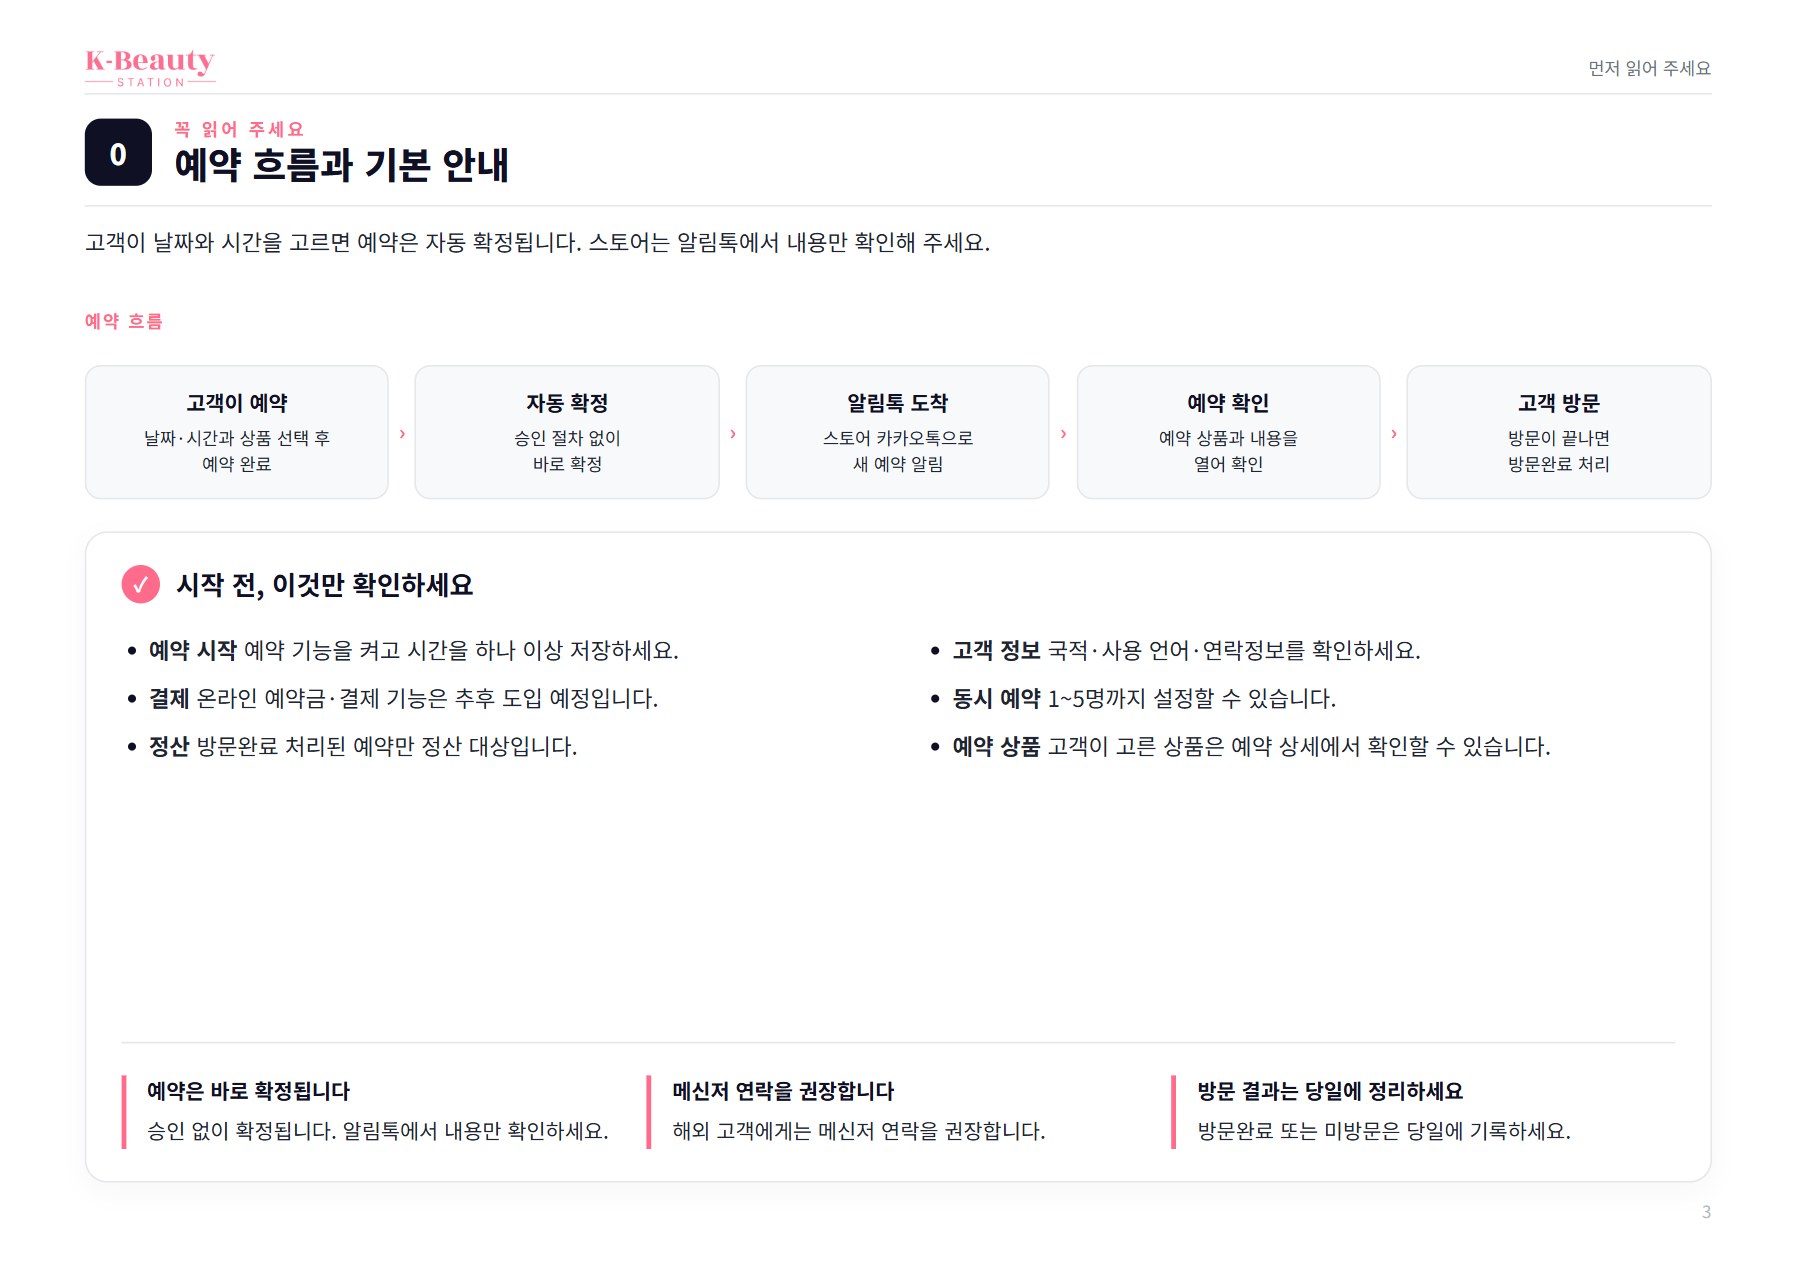 K-Beauty
STATION
먼저 읽어 주세요
0
꼭 읽어 주세요
예약 흐름과 기본 안내
고객이 날짜와 시간을 고르면 예약은 자동 확정됩니다. 스토어는 알림톡에서 내용만 확인해 주세요.
예약 흐름
고객이 예약
날짜·시간과 상품 선택 후
예약 완료
›
자동 확정
승인 절차 없이
바로 확정
›
알림톡 도착
스토어 카카오톡으로
새 예약 알림
›
예약 확인
예약 상품과 내용을
열어 확인
›
고객 방문
방문이 끝나면
방문완료 처리
✓ 시작 전, 이것만 확인하세요
• 예약 시작 예약 기능을 켜고 시간을 하나 이상 저장하세요.
• 결제 온라인 예약금·결제 기능은 추후 도입 예정입니다.
• 정산 방문완료 처리된 예약만 정산 대상입니다.
• 고객 정보 국적·사용 언어·연락정보를 확인하세요.
• 동시 예약 1~5명까지 설정할 수 있습니다.
• 예약 상품 고객이 고른 상품은 예약 상세에서 확인할 수 있습니다.
예약은 바로 확정됩니다
승인 없이 확정됩니다. 알림톡에서 내용만 확인하세요.
메신저 연락을 권장합니다
해외 고객에게는 메신저 연락을 권장합니다.
방문 결과는 당일에 정리하세요
방문완료 또는 미방문은 당일에 기록하세요.
3